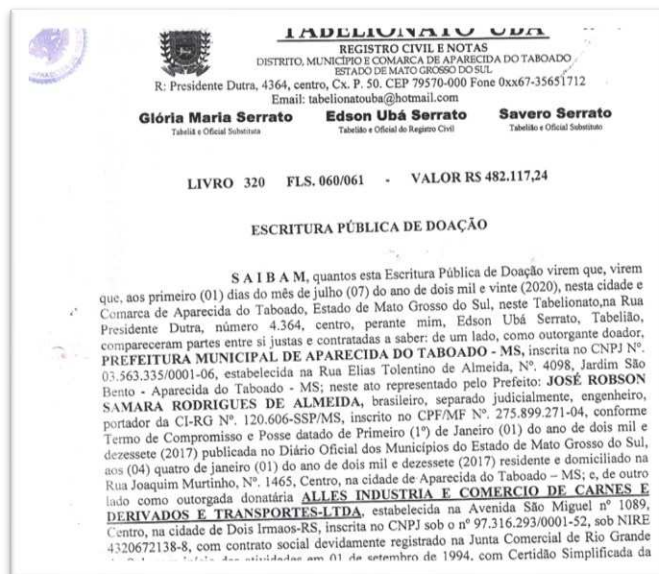 TABELIONATO UBA
REGISTRO CIVIL E NOTAS
DISTRITO, MUNICÍPIO E COMARCA DE APARECIDA DO TABOADO
ESTADO DE MATO GROSSO DO SUL
R: Presidente Dutra, 4364, centro, Cx. P. 50. CEP 79570-000 Fone 0xx67-35651712
Email: tabelionatouba@hotmail.com
Glória Maria Serrato Edson Ubá Serrato Savero Serrato
Tabeliã e Oficial Substituta Tabelião e Oficial do Registro Civil Tabelião e Oficial Substituto
LIVRO 320 FLS. 060/061 - VALOR R$ 482.117,24
ESCRITURA PÚBLICA DE DOAÇÃO
S A I B A M, quantos esta Escritura Pública de Doação virem que, virem
que, aos primeiro (01) dias do mês de julho (07) do ano de dois mil e vinte (2020), nesta cidade e
Comarca de Aparecida do Taboado, Estado de Mato Grosso do Sul, neste Tabelionato,na Rua
Presidente Dutra, número 4.364, centro, perante mim, Edson Ubá Serrato, Tabelião,
compareceram partes entre si justas e contratadas a saber: de um lado, como outorgante doador,
PREFEITURA MUNICIPAL DE APARECIDA DO TABOADO - MS, inscrita no CNPJ Nº.
03.563.335/0001-06, estabelecida na Rua Elias Tolentino de Almeida, N°. 4098, Jardim São
Bento - Aparecida do Taboado - MS; neste ato representado pelo Prefeito: JOSÉ ROBSON
SAMARA RODRIGUES DE ALMEIDA, brasileiro, separado judicialmente, engenheiro,
portador da CI-RG Nº. 120.606-SSP/MS, inscrito no CPF/MF Nº. 275.899.271-04, conforme
Termo de Compromisso e Posse datado de Primeiro (1º) de Janeiro (01) do ano de dois mil e
dezessete (2017) publicada no Diário Oficial dos Municípios do Estado de Mato Grosso do Sul,
aos (04) quatro de janeiro (01) do ano de dois mil e dezessete (2017) residente e domiciliado na
Rua Joaquim Murtinho, Nº. 1465, Centro, na cidade de Aparecida do Taboado – MS; e, de outro
lado como outorgada donatária ALLES INDUSTRIA E COMERCIO DE CARNES E
DERIVADOS E TRANSPORTES-LTDA, estabelecida na Avenida São Miguel nº 1089,
Centro, na cidade de Dois Irmaos-RS, inscrita no CNPJ sob o nº 97.316.293/0001-52, sob NIRE
4320672138-8, com contrato social devidamente registrado na Junta Comercial de Rio Grande
em 01 de setembro de 1994, com Certidão Simplificada da